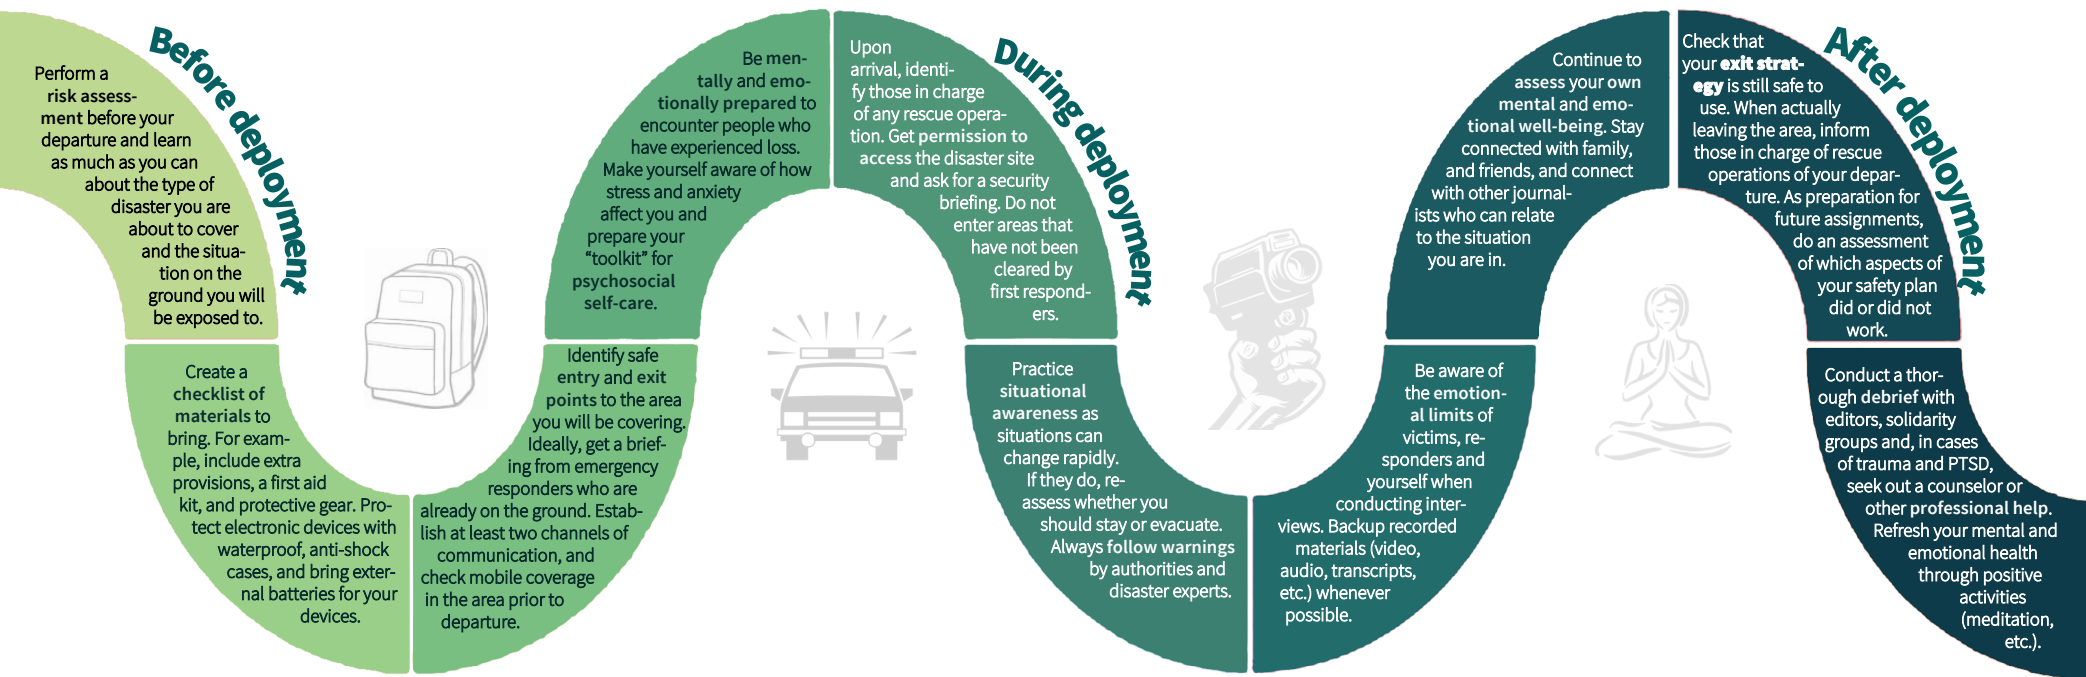 Before deployment
Perform a
risk assess-
ment before your
departure and learn
as much as you can
about the type of
disaster you are
about to cover
and the situa-
tion on the
ground you will
be exposed to.
Create a
checklist of
materials to
bring. For exam-
ple, include extra
provisions, a first aid
kit, and protective gear. Pro-
tect electronic devices with
waterproof, anti-shock
cases, and bring exter-
nal batteries for your
devices.
Identify safe
entry and exit
points to the area
you will be covering.
Ideally, get a brief-
ing from emergency
responders who are
already on the ground. Estab-
lish at least two channels of
communication, and
check mobile coverage
in the area prior to
departure.
Be men-
tally and emo-
tionally prepared to
encounter people who
have experienced loss.
Make yourself aware of how
stress and anxiety
affect you and
prepare your
“toolkit” for
psychosocial
self-care.
During deployment
Upon
arrival, identi-
fy those in charge
of any rescue opera-
tion. Get permission to
access the disaster site
and ask for a security
briefing. Do not
enter areas that
have not been
cleared by
first respond-
ers.
Practice
situational
awareness as
situations can
change rapidly.
If they do, re-
assess whether you
should stay or evacuate.
Always follow warnings
by authorities and
disaster experts.
Be aware of
the emotion-
al limits of
victims, re-
sponders and
yourself when
conducting inter-
views. Backup recorded
materials (video,
audio, transcripts,
etc.) whenever
possible.
Continue to
assess your own
mental and emo-
tional well-being. Stay
connected with family,
and friends, and connect
with other journal-
ists who can relate
to the situation
you are in.
After deployment
Check that
your exit strat-
egy is still safe to
use. When actually
leaving the area, inform
those in charge of rescue
operations of your depar-
ture. As preparation for
future assignments,
do an assessment
of which aspects of
your safety plan
did or did not
work.
Conduct a thor-
ough debrief with
editors, solidarity
groups and, in cases
of trauma and PTSD,
seek out a counselor or
other professional help.
Refresh your mental and
emotional health
through positive
activities
(meditation,
etc.).